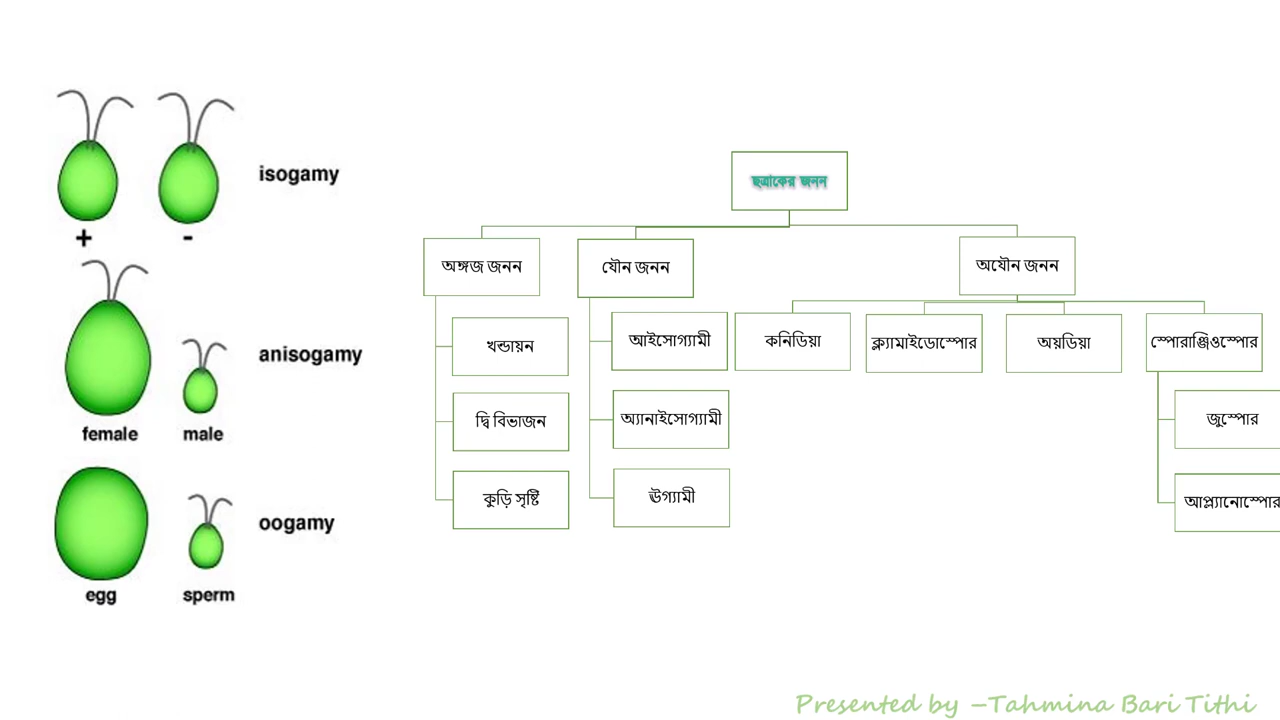 isogamy
+ -
anisogamy
female male
oogamy
egg sperm
ছত্রাকের জনন
অঙ্গজ জনন
খন্ডায়ন
দ্বি বিভাজন
কুড়ি সৃষ্টি
যৌন জনন
আইসোগ্যামী
অ্যানাইসোগ্যামী
ঊগ্যামী
অযৌন জনন
কনিডিয়া
ক্ল্যামাইডোস্পোর
অয়ডিয়া
স্পোরাঞ্জিওস্পোর
জুস্পোর
আপ্ল্যানোস্পোর
Presented by –Tahmina Bari Tithi